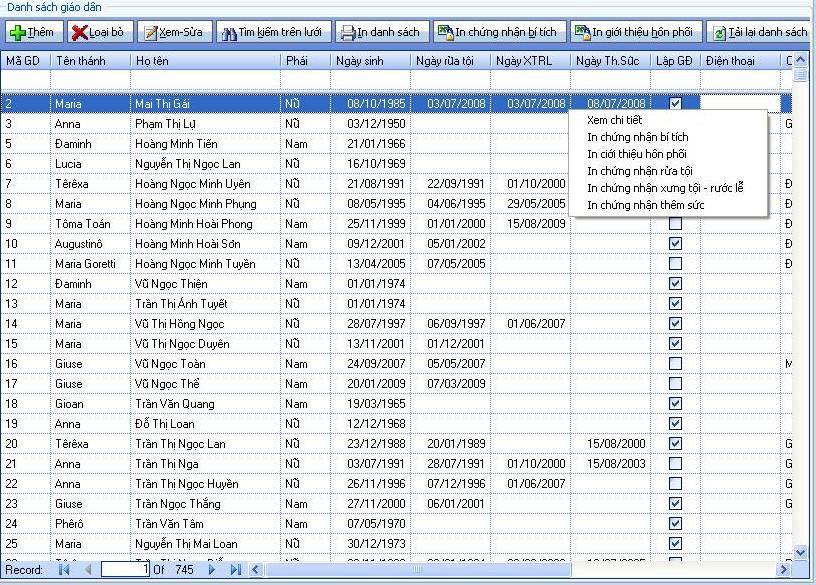 Danh sách giáo dân
Thêm Loại bỏ Xem-Sửa Tìm kiếm trên lưới In danh sách In chứng nhận bí tích In giới thiệu hôn phối Tải lại danh sách
Mã GD Tên thánh Họ tên Phái Ngày sinh Ngày rửa tội Ngày XTRL Ngày Th.Sức Lập GĐ Điện thoại
2 Maria Mai Thị Gái Nữ 08/10/1985 03/07/2008 03/07/2008 08/07/2008
Xem chi tiết
In chứng nhận bí tích
In ciới thiệu hôn phối
In chứng nhận rửa tội
In chứng nhận xưng tội - rước lễ
In chứng nhận thêm sức
3 Anna Phạm Thị Lự Nữ 03/12/1950 G
5 Đaminh Hoàng Minh Tiến Nam 21/01/1966
6 Lucia Nguyễn Thị Ngọc Lan Nữ 16/10/1969
7 Têrêxa Hoàng Ngọc Minh Uyên Nữ 21/08/1991 22/09/1991 01/10/2000 Đ
8 Maria Hoàng Ngọc Minh Phụng Nữ 08/05/1995 04/06/1995 29/05/2005 Đ
9 Tôma Toán Hoàng Minh Hoài Phong Nam 25/11/1999 01/01/2000 15/08/2009 Đ
10 Augustinô Hoàng Minh Hoài Sơn Nam 09/12/2001 05/01/2002 Đ
11 Maria Goretti Hoàng Ngọc Minh Tuyền Nữ 13/04/2005 07/05/2005 Đ
12 Đaminh Vũ Ngọc Thiện Nam 01/01/1974
13 Maria Trần Thị Ánh Tuyết Nữ 01/01/1974
14 Maria Vũ Thị Hồng Ngọc Nữ 28/07/1997 06/09/1997 01/06/2007
15 Maria Vũ Thị Ngọc Duyên Nữ 13/11/2001 01/12/2001
16 Giuse Vũ Ngọc Toàn Nam 24/09/2007 05/05/2007 M
17 Giuse Vũ Ngọc Thể Nam 20/01/2009 07/03/2009
18 Gioan Trần Văn Quang Nam 19/03/1965
19 Anna Đỗ Thị Loan Nữ 12/12/1968
20 Têrêxa Trần Thị Ngọc Lan Nữ 23/12/1988 20/01/1989 15/08/2000 G
21 Anna Trần Thị Nga Nữ 03/07/1991 28/07/1991 01/10/2000 15/08/2003 G
22 Anna Trần Thị Ngọc Huyền Nữ 26/11/1996 07/12/1996 01/06/2007 G
23 Giuse Trần Ngọc Thắng Nam 27/11/2000 06/01/2001 G
24 Phêrô Trần Văn Tâm Nam 07/05/1970
25 Maria Nguyễn Thị Mai Loan Nữ 30/12/1973
Record: 1 Of 745